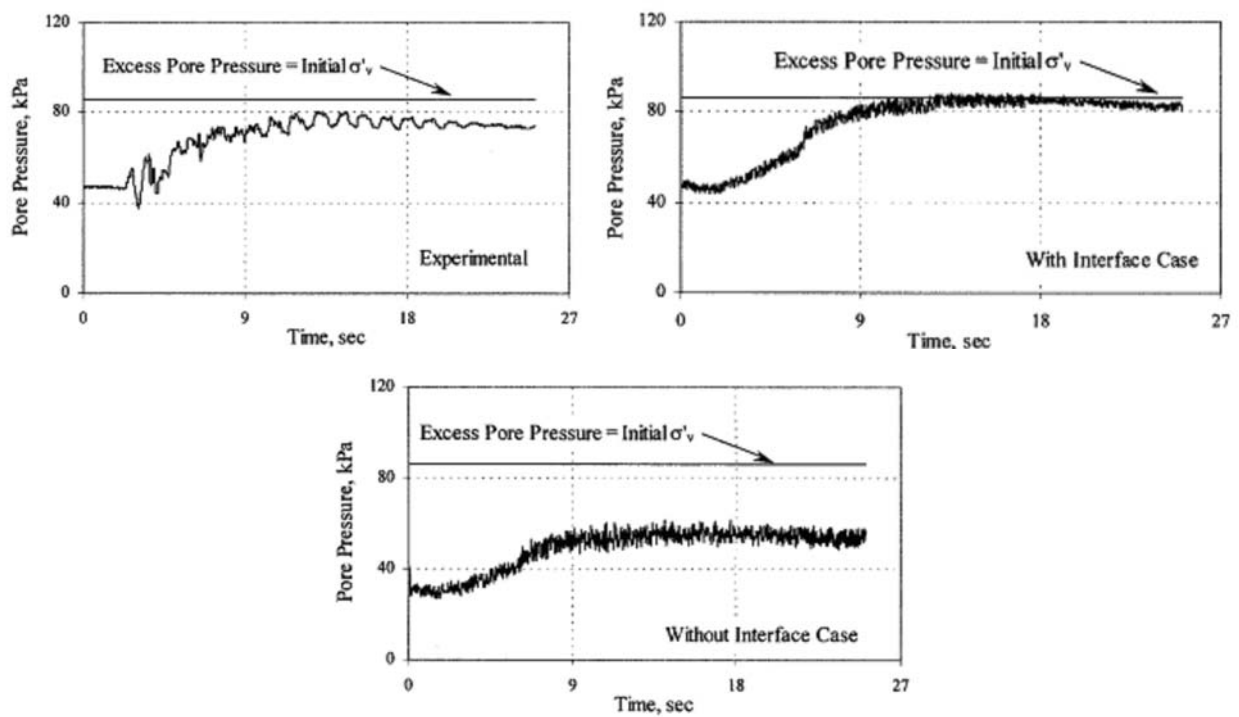 120
80
40
0
Pore Pressure, kPa
Excess Pore Pressure = Initial σ'v
Experimental
0 9 18 27
Time, sec
120
80
40
0
Pore Pressure, kPa
Excess Pore Pressure = Initial σ'v
With Interface Case
0 9 18 27
Time, sec
120
80
40
0
Pore Pressure, kPa
Excess Pore Pressure = Initial σ'v
Without Interface Case
0 9 18 27
Time, sec